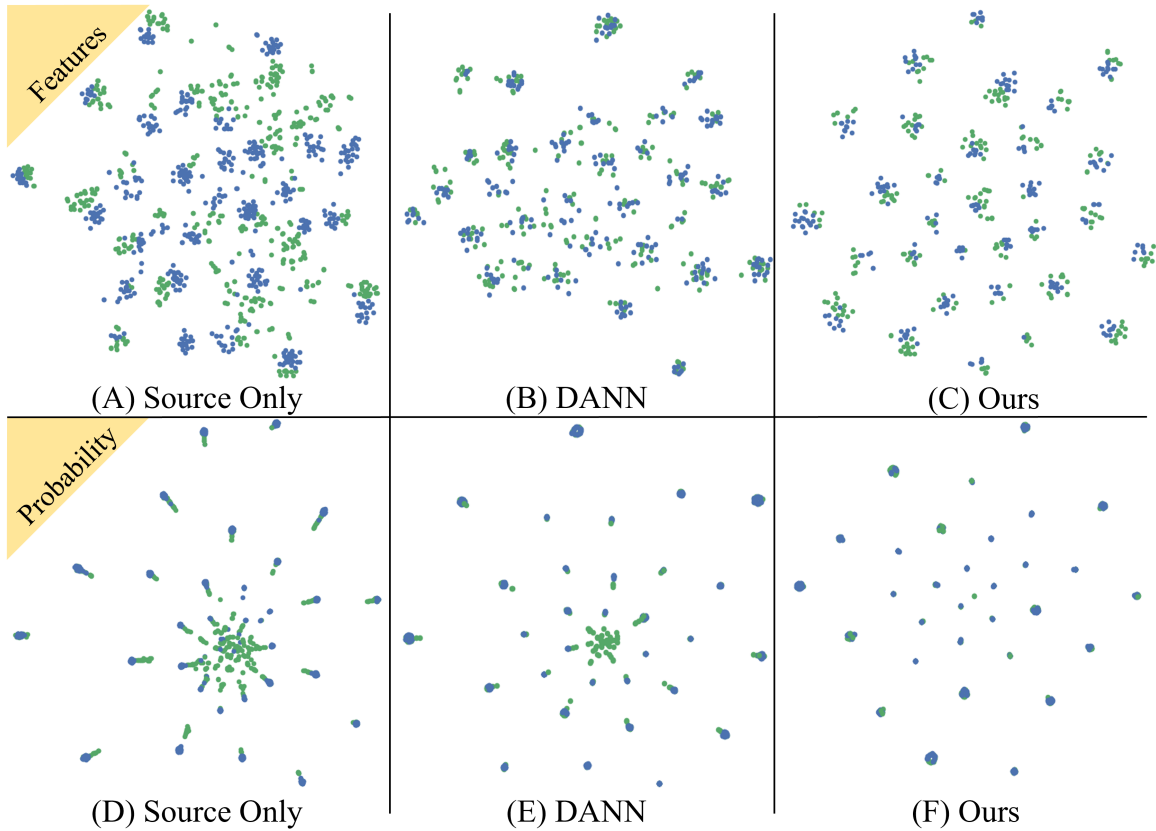 Features
(A) Source Only
(B) DANN
(C) Ours
Probability
(D) Source Only
(E) DANN
(F) Ours